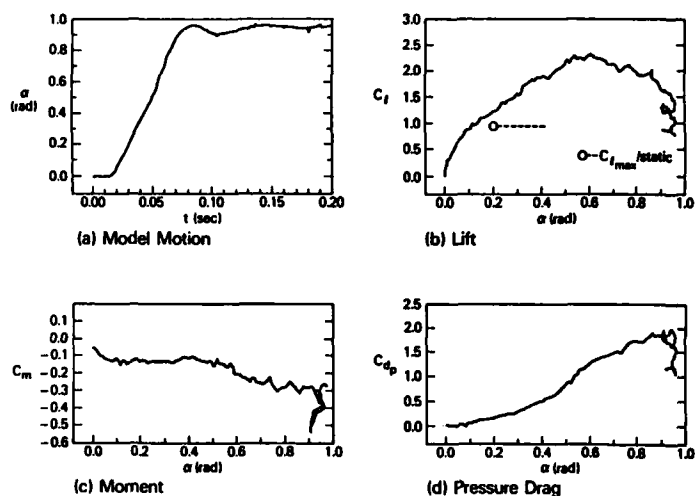 1.0
0.8
α
(rad)
0.6
0.4
0.2
0.0
0.00 0.05 0.10 0.15 0.20
t (sec)
(a) Model Motion
3.0
2.5
Cℓ
2.0
1.5
1.0
0.5
0.0
o--Cℓmax/static
0.0 0.2 0.4 0.6 0.8 1.0
α (rad)
(b) Lift
0.1
0.0
−0.1
Cm
−0.2
−0.3
−0.4
−0.5
−0.6
0.0 0.2 0.4 0.6 0.8 1.0
α (rad)
(c) Moment
2.5
2.0
Cdp
1.5
1.0
0.5
0.0
0.0 0.2 0.4 0.6 0.8 1.0
α (rad)
(d) Pressure Drag